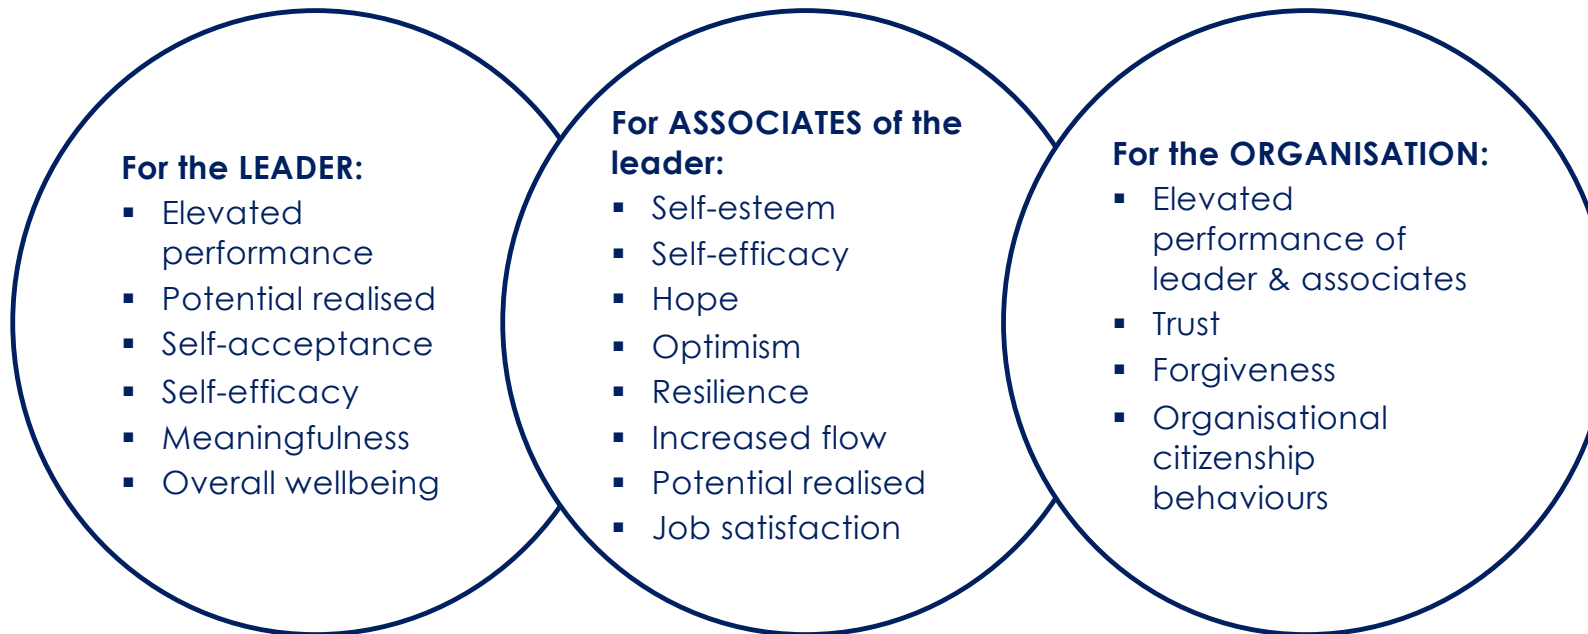 For the LEADER:
▪ Elevated
performance
▪ Potential realised
▪ Self-acceptance
▪ Self-efficacy
▪ Meaningfulness
▪ Overall wellbeing
For ASSOCIATES of the
leader:
▪ Self-esteem
▪ Self-efficacy
▪ Hope
▪ Optimism
▪ Resilience
▪ Increased flow
▪ Potential realised
▪ Job satisfaction
For the ORGANISATION:
▪ Elevated
performance of
leader & associates
▪ Trust
▪ Forgiveness
▪ Organisational
citizenship
behaviours